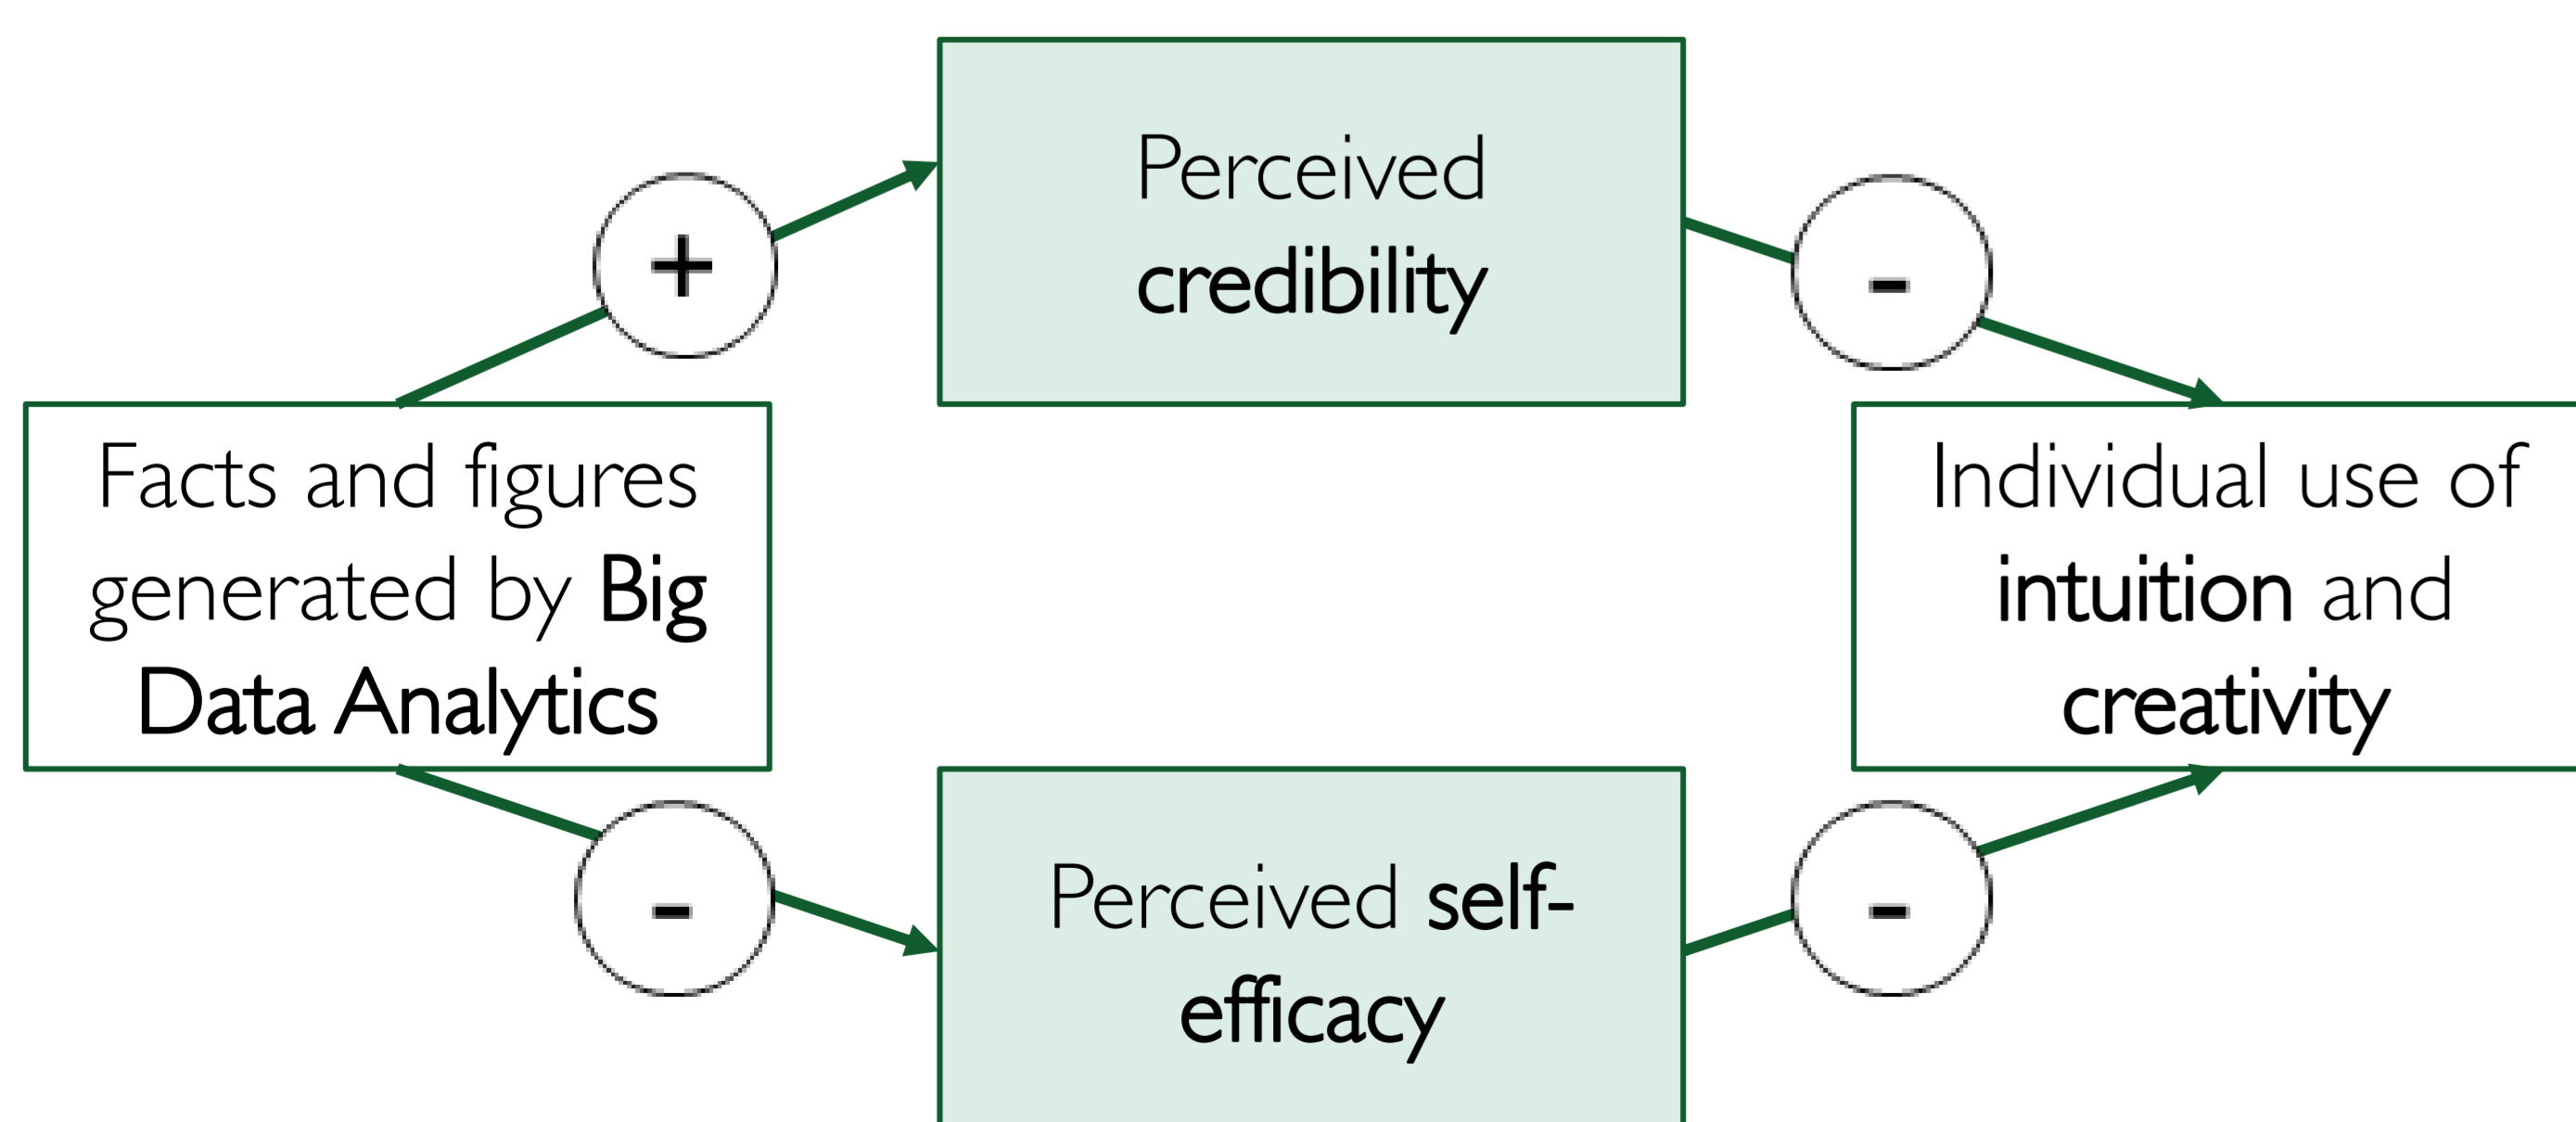 Perceived
credibility
+
-
Facts and figures
generated by Big
Data Analytics
Individual use of
intuition and
creativity
-
-
Perceived self-
efficacy